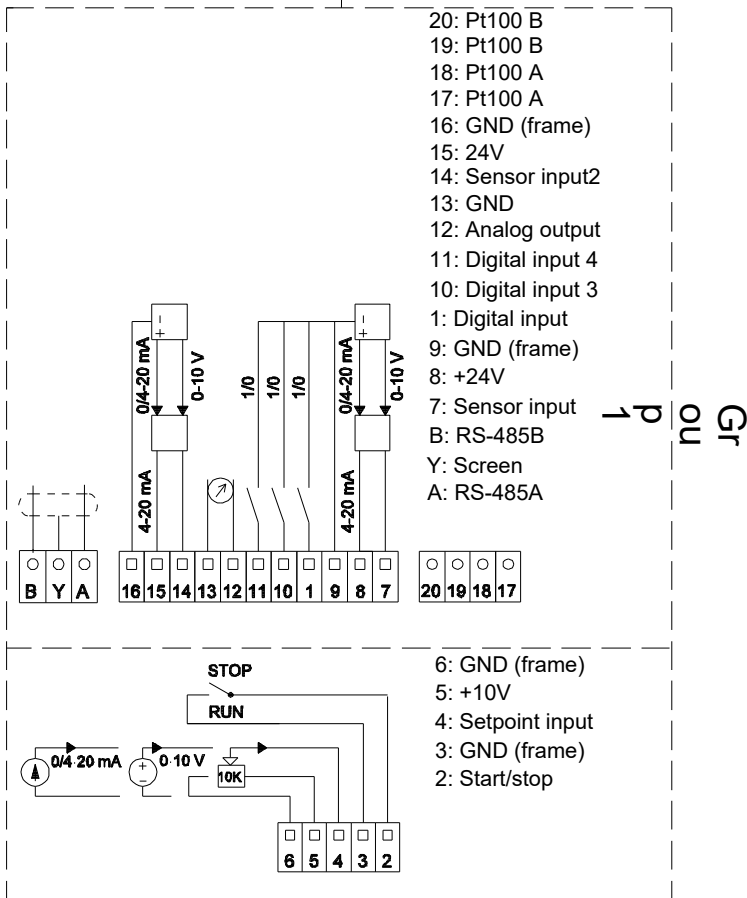 20: Pt100 B
19: Pt100 B
18: Pt100 A
17: Pt100 A
16: GND (frame)
15: 24V
14: Sensor input2
13: GND
12: Analog output
11: Digital input 4
10: Digital input 3
1: Digital input
9: GND (frame)
8: +24V
7: Sensor input
B: RS-485B
Y: Screen
A: RS-485A
Gr
ou
p
1
- +
0/4-20 mA
0-10 V
4-20 mA
1/0
1/0
1/0
- +
0/4-20 mA
0-10 V
4-20 mA
B Y A
16 15 14 13 12 11 10 1 9 8 7
20 19 18 17
STOP
RUN
0/4-20 mA
+ -
0-10 V
10K
6 5 4 3 2
6: GND (frame)
5: +10V
4: Setpoint input
3: GND (frame)
2: Start/stop